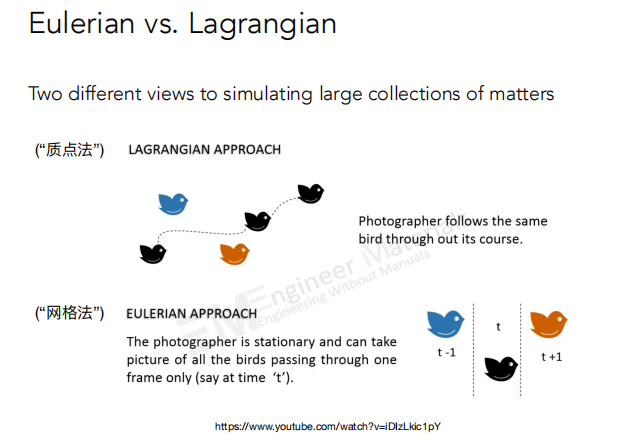 Eulerian vs. Lagrangian
Two different views to simulating large collections of matters
(“质点法”) LAGRANGIAN APPROACH
Photographer follows the same
bird through out its course.
Engineer Material
Engineering Without Manuals
(“网格法”) EULERIAN APPROACH
The photographer is stationary and can take
picture of all the birds passing through one
frame only (say at time ‘t’).
t -1
t
t +1
https://www.youtube.com/watch?v=iDIzLkic1pY